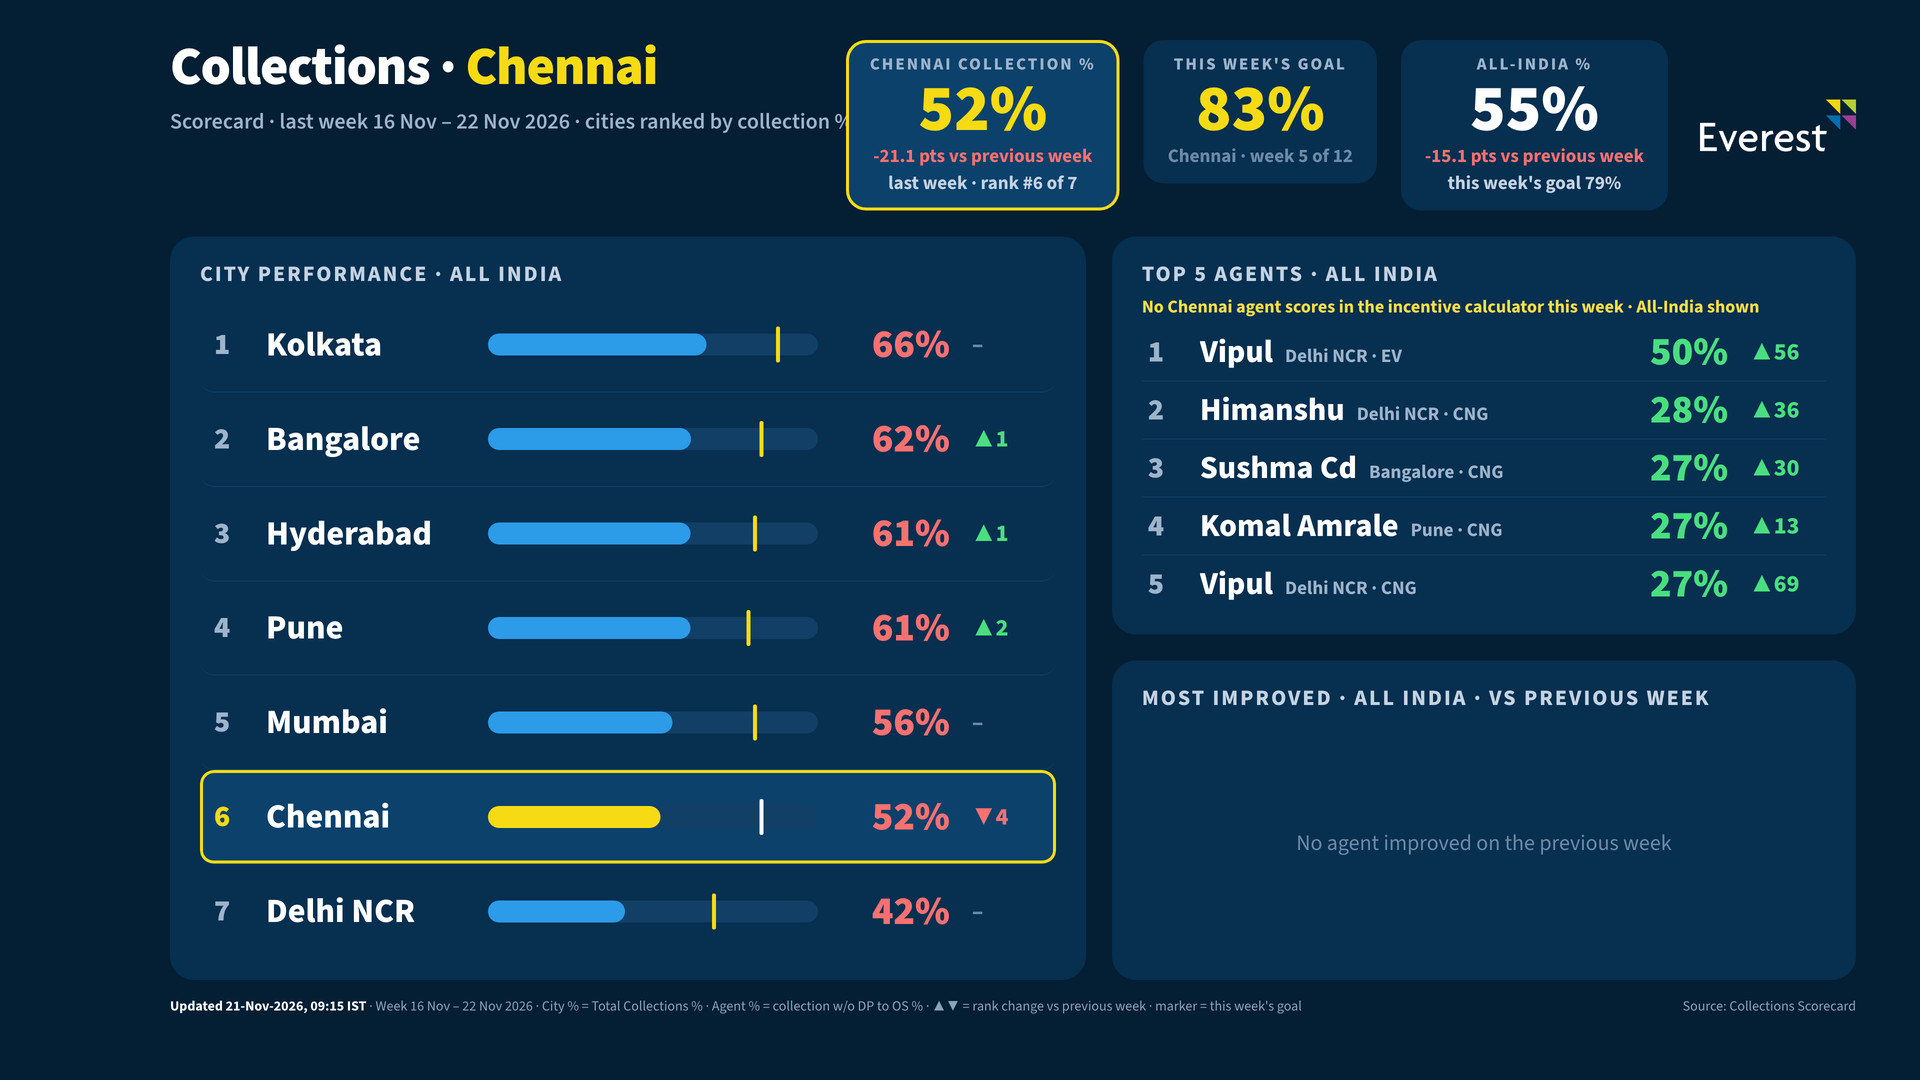 Collections · Chennai
Scorecard · last week 16 Nov – 22 Nov 2026 · cities ranked by collection %
CHENNAI COLLECTION %
52%
-21.1 pts vs previous week
last week · rank #6 of 7
THIS WEEK'S GOAL
83%
Chennai · week 5 of 12
ALL-INDIA %
55%
-15.1 pts vs previous week
this week's goal 79%
Everest
CITY PERFORMANCE · ALL INDIA
1 Kolkata 66% –
2 Bangalore 62% ▲1
3 Hyderabad 61% ▲1
4 Pune 61% ▲2
5 Mumbai 56% –
6 Chennai 52% ▼4
7 Delhi NCR 42% –
TOP 5 AGENTS · ALL INDIA
No Chennai agent scores in the incentive calculator this week · All-India shown
1 Vipul Delhi NCR · EV 50% ▲56
2 Himanshu Delhi NCR · CNG 28% ▲36
3 Sushma Cd Bangalore · CNG 27% ▲30
4 Komal Amrale Pune · CNG 27% ▲13
5 Vipul Delhi NCR · CNG 27% ▲69
MOST IMPROVED · ALL INDIA · VS PREVIOUS WEEK
No agent improved on the previous week
Updated 21-Nov-2026, 09:15 IST · Week 16 Nov – 22 Nov 2026 · City % = Total Collections % · Agent % = collection w/o DP to OS % · ▲▼ = rank change vs previous week · marker = this week's goal
Source: Collections Scorecard